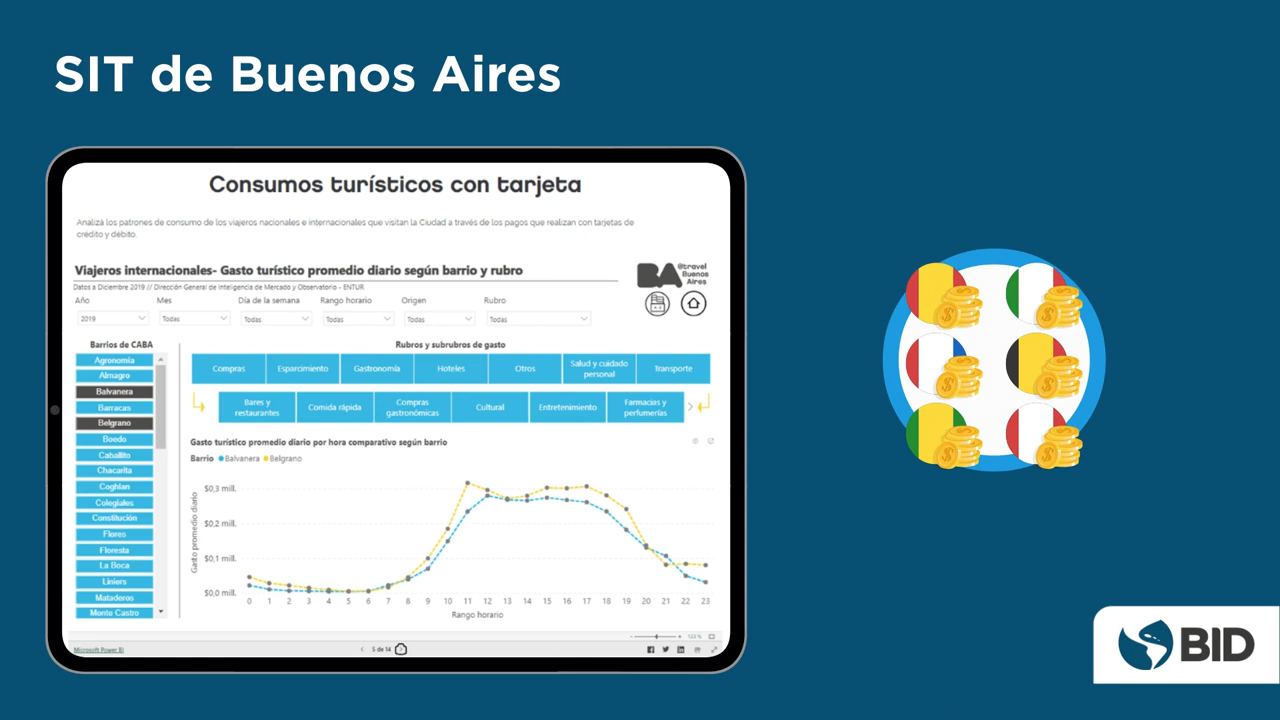 SIT de Buenos Aires
Consumos turísticos con tarjeta
Analizá los patrones de consumo de los viajeros nacionales e internacionales que visitan la Ciudad a través de los pagos que realizan con tarjetas de
crédito y débito.
Viajeros internacionales- Gasto turístico promedio diario según barrio y rubro
BA @travel
Buenos
Aires
Datos a Diciembre 2019 // Dirección General de Inteligencia de Mercado y Observatorio - ENTUR
Año Mes Día de la semana Rango horario Origen Rubro
2019 Todas Todas Todas Todas Todas
Barrios de CABA
Agronomía
Almagro
Balvanera
Barracas
Belgrano
Boedo
Caballito
Chacarita
Coghlan
Colegiales
Constitución
Flores
Floresta
La Boca
Liniers
Mataderos
Monte Castro
Rubros y subrubros de gasto
Compras Esparcimiento Gastronomía Hoteles Otros Salud y cuidado personal Transporte
Bares y restaurantes Comida rápida Compras gastronómicas Cultural Entretenimiento Farmacias y perfumerías
Gasto turístico promedio diario por hora comparativo según barrio
Barrio Balvanera Belgrano
Gasto promedio diario
$0,3 mill.
$0,2 mill.
$0,1 mill.
$0,0 mill.
0 1 2 3 4 5 6 7 8 9 10 11 12 13 14 15 16 17 18 19 20 21 22 23
Rango horario
123 %
Microsoft Power BI
5 de 14
BID